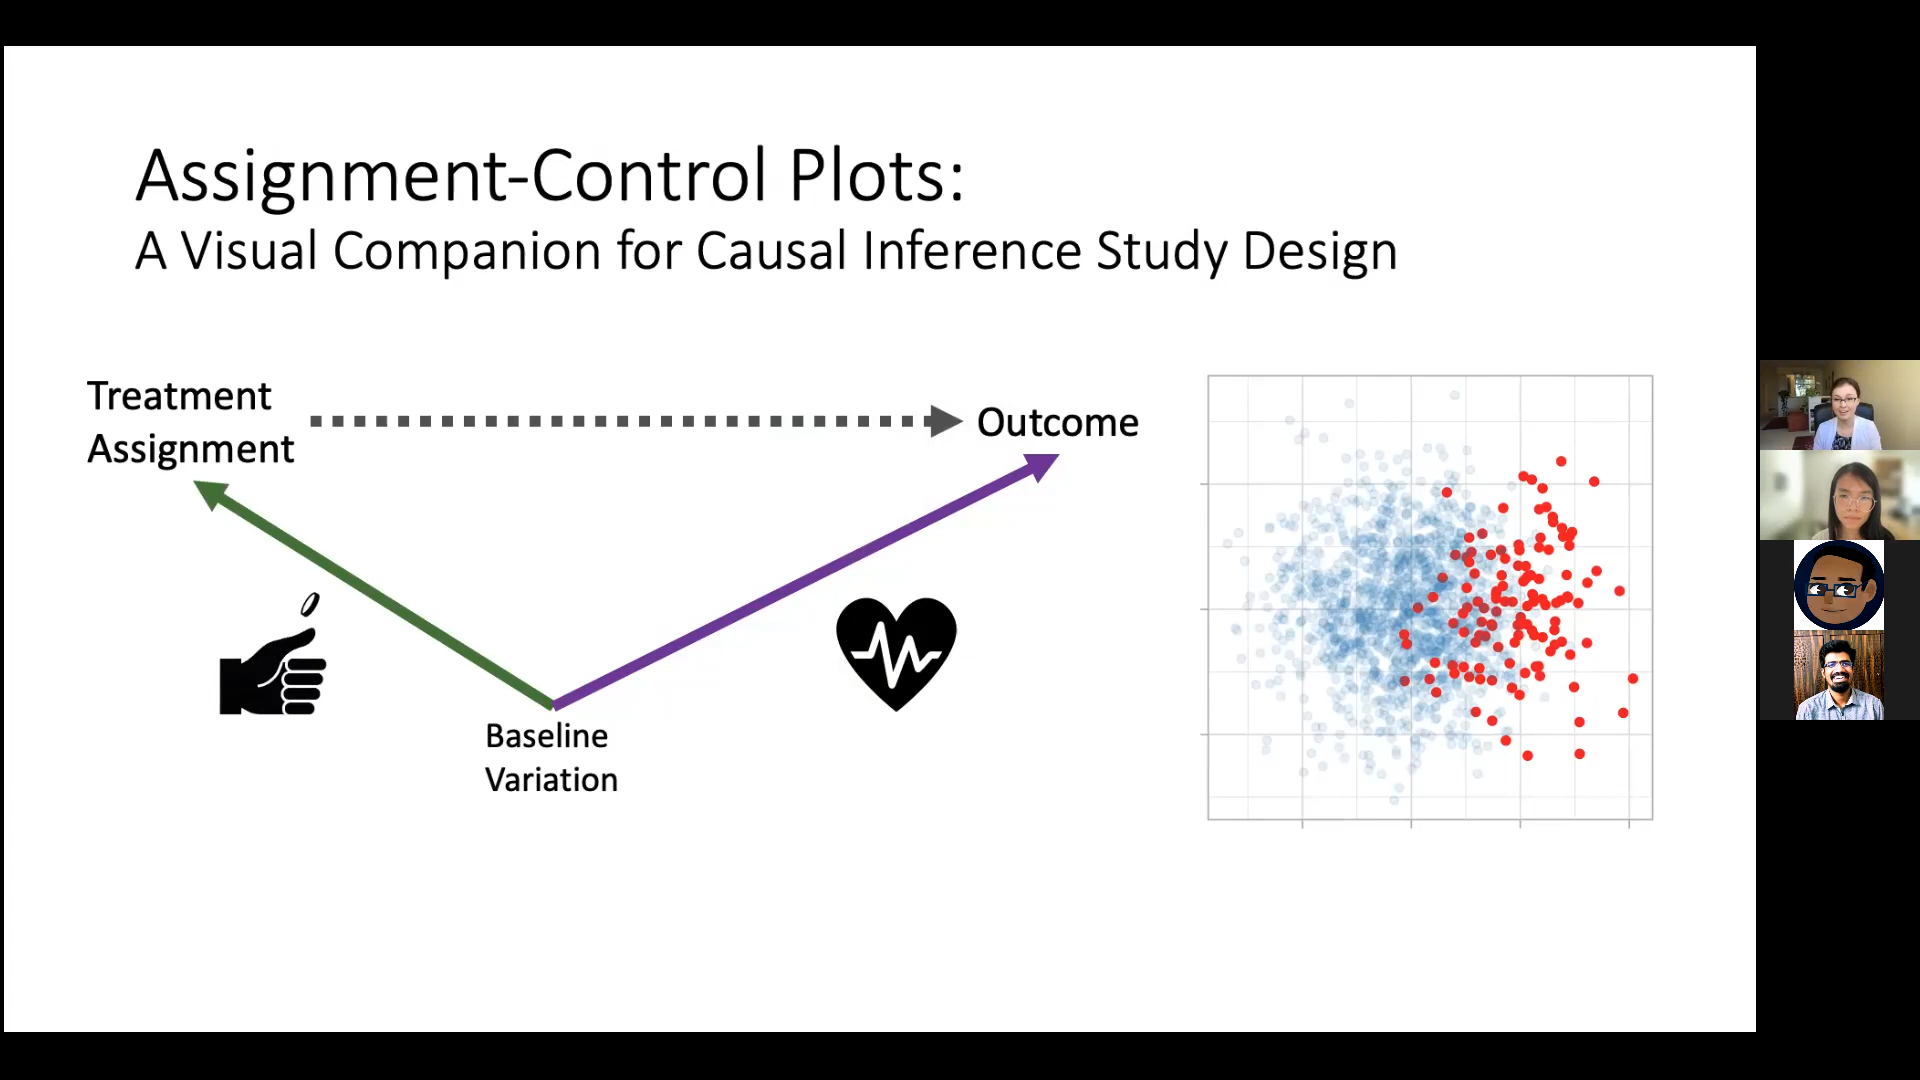 Assignment-Control Plots:
A Visual Companion for Causal Inference Study Design
Treatment
Assignment
Outcome
Baseline
Variation